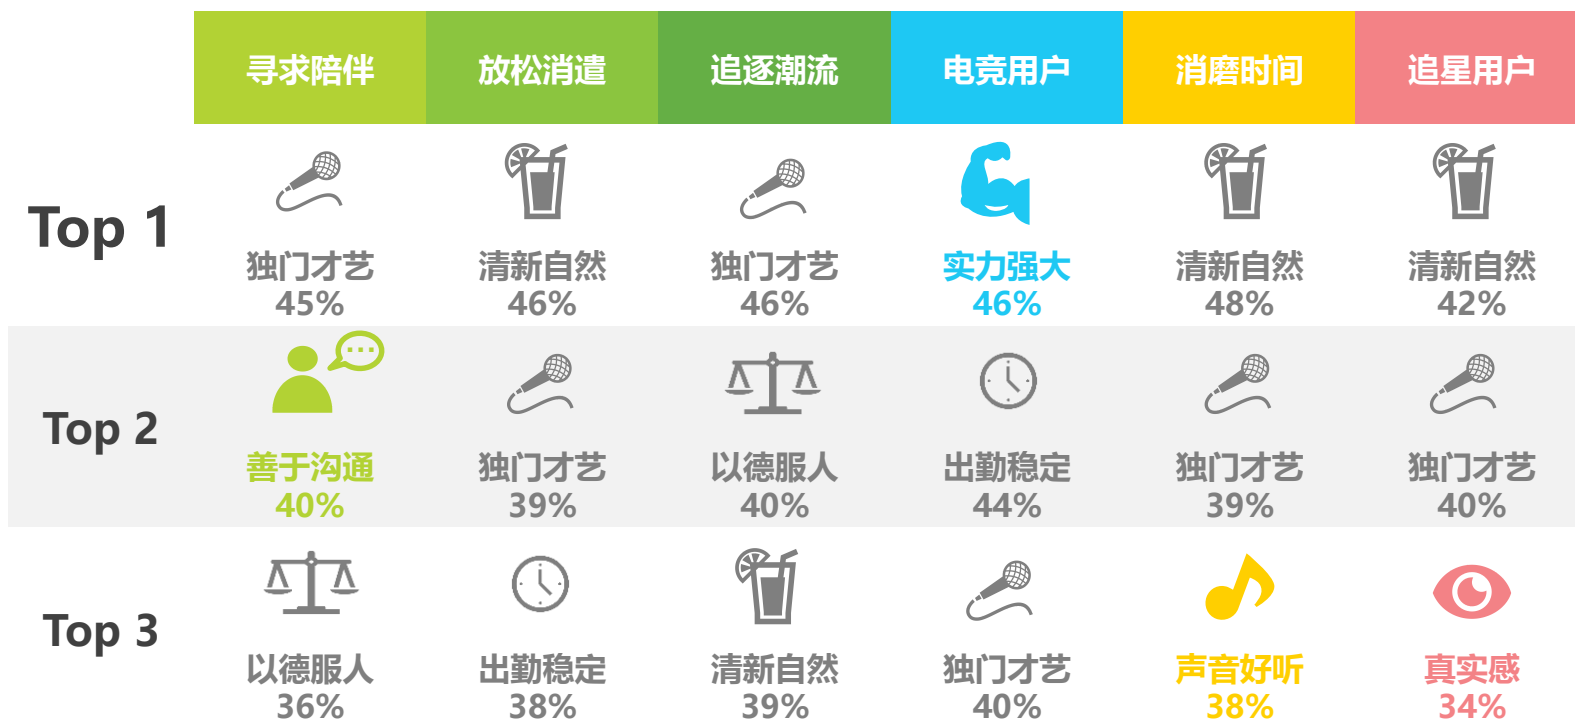 寻求陪伴 放松消遣 追逐潮流 电竞用户 消磨时间 追星用户
Top 1
独门才艺 清新自然 独门才艺 实力强大 清新自然 清新自然
45% 46% 46% 46% 48% 42%
Top 2
善于沟通 独门才艺 以德服人 出勤稳定 独门才艺 独门才艺
40% 39% 40% 44% 39% 40%
Top 3
以德服人 出勤稳定 清新自然 独门才艺 声音好听 真实感
36% 38% 39% 40% 38% 34%